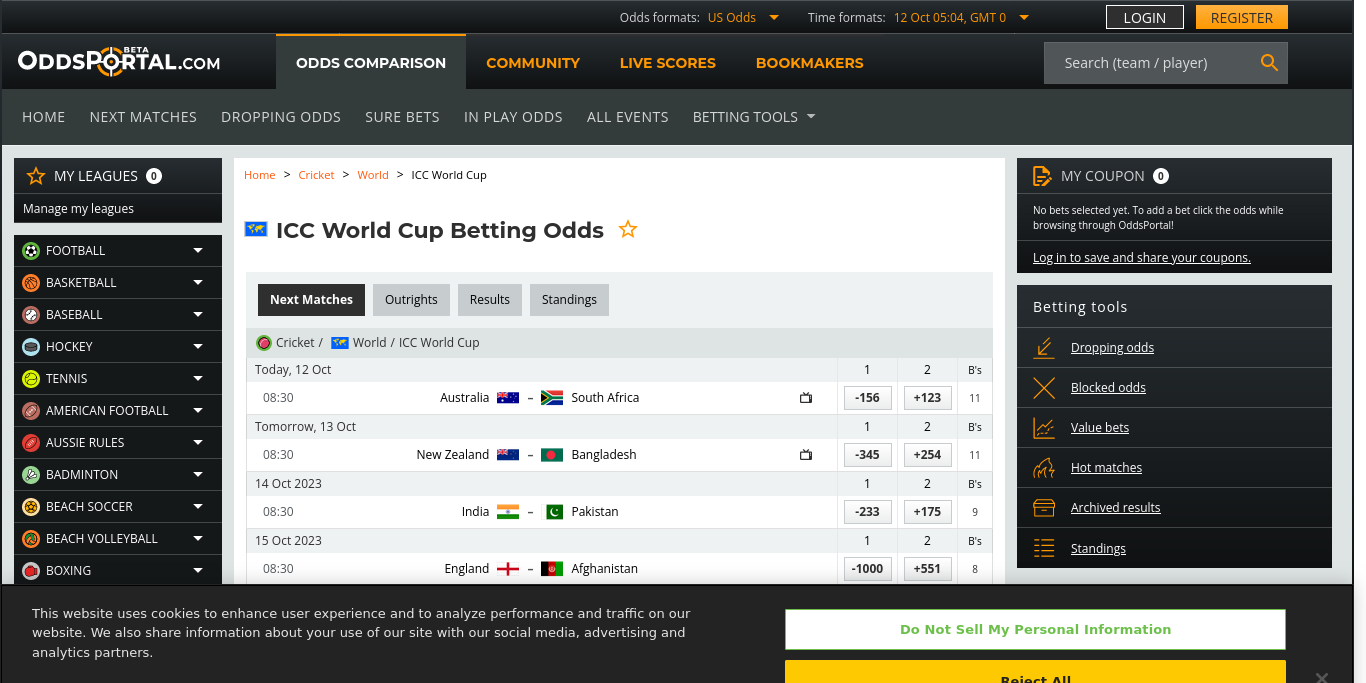 Odds formats: US Odds Time formats: 12 Oct 05:04, GMT 0 LOGIN REGISTER
BETA
ODDSPORTAL.COM ODDS COMPARISON COMMUNITY LIVE SCORES BOOKMAKERS Search (team / player)
HOME NEXT MATCHES DROPPING ODDS SURE BETS IN PLAY ODDS ALL EVENTS BETTING TOOLS
MY LEAGUES 0
Manage my leagues
FOOTBALL
BASKETBALL
BASEBALL
HOCKEY
TENNIS
AMERICAN FOOTBALL
AUSSIE RULES
BADMINTON
BEACH SOCCER
BEACH VOLLEYBALL
BOXING
Home > Cricket > World > ICC World Cup
ICC World Cup Betting Odds
Next Matches Outrights Results Standings
Cricket / World / ICC World Cup
Today, 12 Oct 1 2 B's
08:30 Australia – South Africa -156 +123 11
Tomorrow, 13 Oct 1 2 B's
08:30 New Zealand – Bangladesh -345 +254 11
14 Oct 2023 1 2 B's
08:30 India – Pakistan -233 +175 9
15 Oct 2023 1 2 B's
08:30 England – Afghanistan -1000 +551 8
MY COUPON 0
No bets selected yet. To add a bet click the odds while
browsing through OddsPortal!
Log in to save and share your coupons.
Betting tools
Dropping odds
Blocked odds
Value bets
Hot matches
Archived results
Standings
This website uses cookies to enhance user experience and to analyze performance and traffic on our
website. We also share information about your use of our site with our social media, advertising and
analytics partners.
Do Not Sell My Personal Information
Reject All